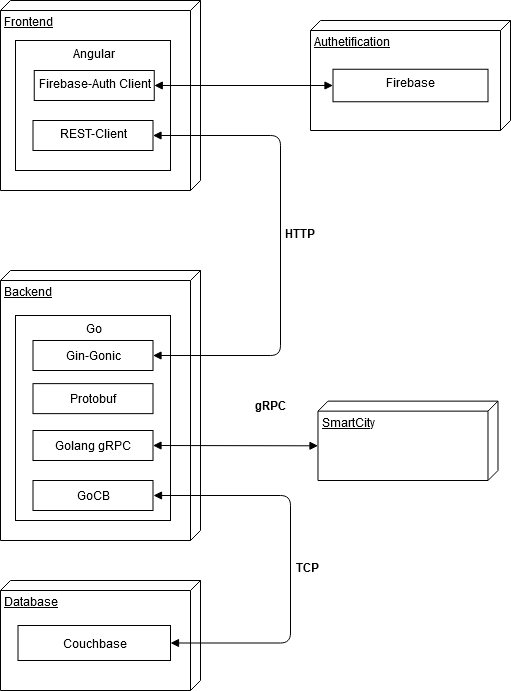 Frontend
Angular
Firebase-Auth Client
REST-Client
Authetification
Firebase
HTTP
Backend
Go
Gin-Gonic
Protobuf
Golang gRPC
GoCB
gRPC
SmartCity
TCP
Database
Couchbase